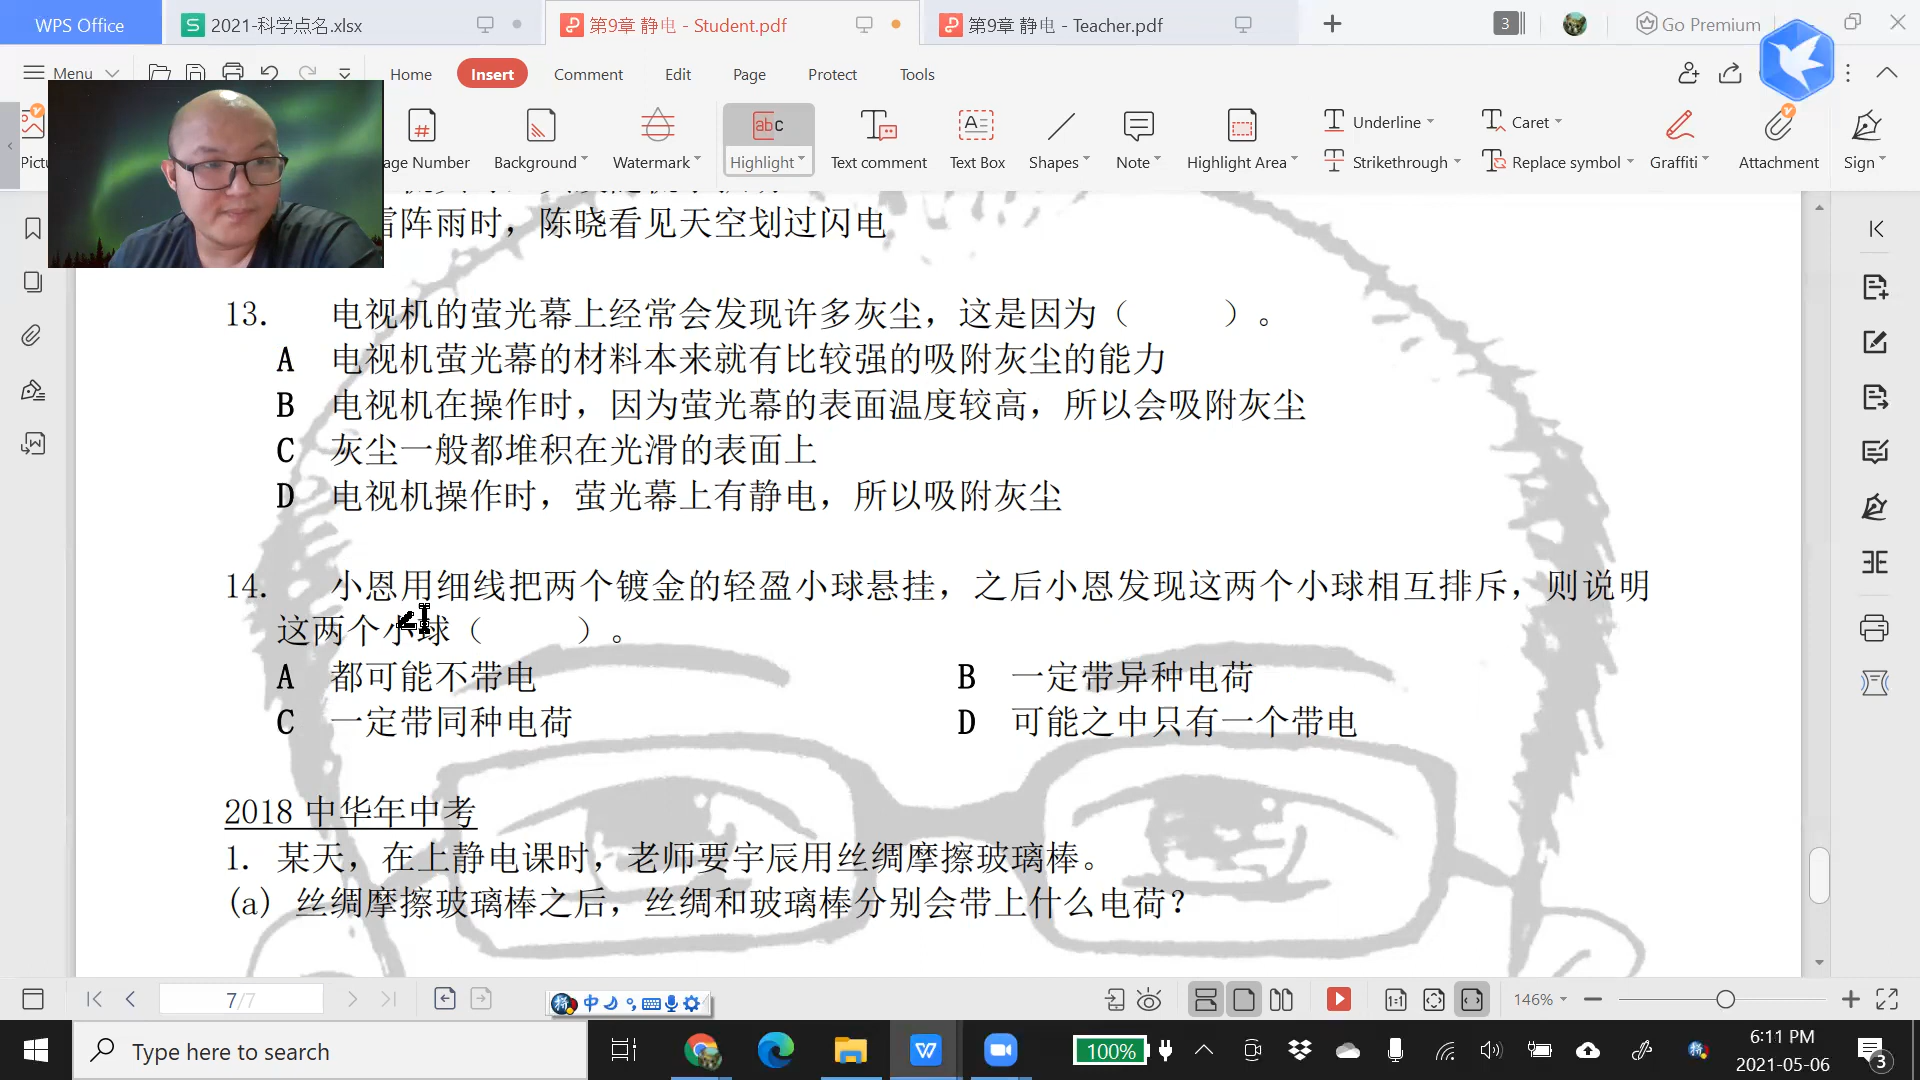 WPS Office
2021-科学点名.xlsx
第9章 静电 - Student.pdf
第9章 静电 - Teacher.pdf
3
Go Premium
Menu
Home
Insert
Comment
Edit
Page
Protect
Tools
Background
Watermark
Highlight
Text comment
Text Box
Shapes
Note
Highlight Area
Underline
Strikethrough
Caret
Replace symbol
Graffiti
Attachment
Sign
阵雨时，陈晓看见天空划过闪电
13. 电视机的萤光幕上经常会发现许多灰尘，这是因为（ ）。
A 电视机萤光幕的材料本来就有比较强的吸附灰尘的能力
B 电视机在操作时，因为萤光幕的表面温度较高，所以会吸附灰尘
C 灰尘一般都堆积在光滑的表面上
D 电视机操作时，萤光幕上有静电，所以吸附灰尘
14. 小恩用细线把两个镀金的轻盈小球悬挂，之后小恩发现这两个小球相互排斥，则说明
这两个小球（ ）。
A 都可能不带电
B 一定带异种电荷
C 一定带同种电荷
D 可能之中只有一个带电
2018 中华年中考
1. 某天，在上静电课时，老师要宇辰用丝绸摩擦玻璃棒。
(a) 丝绸摩擦玻璃棒之后，丝绸和玻璃棒分别会带上什么电荷？
7/7
中
146%
Type here to search
100%
6:11 PM
2021-05-06
3